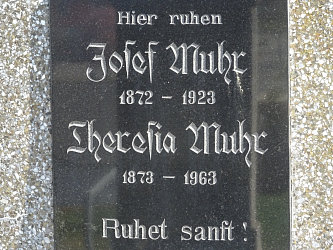 Hier ruhen
Josef Muhr
1872 - 1923
Theresia Muhr
1873 - 1963
Ruhet sanft!